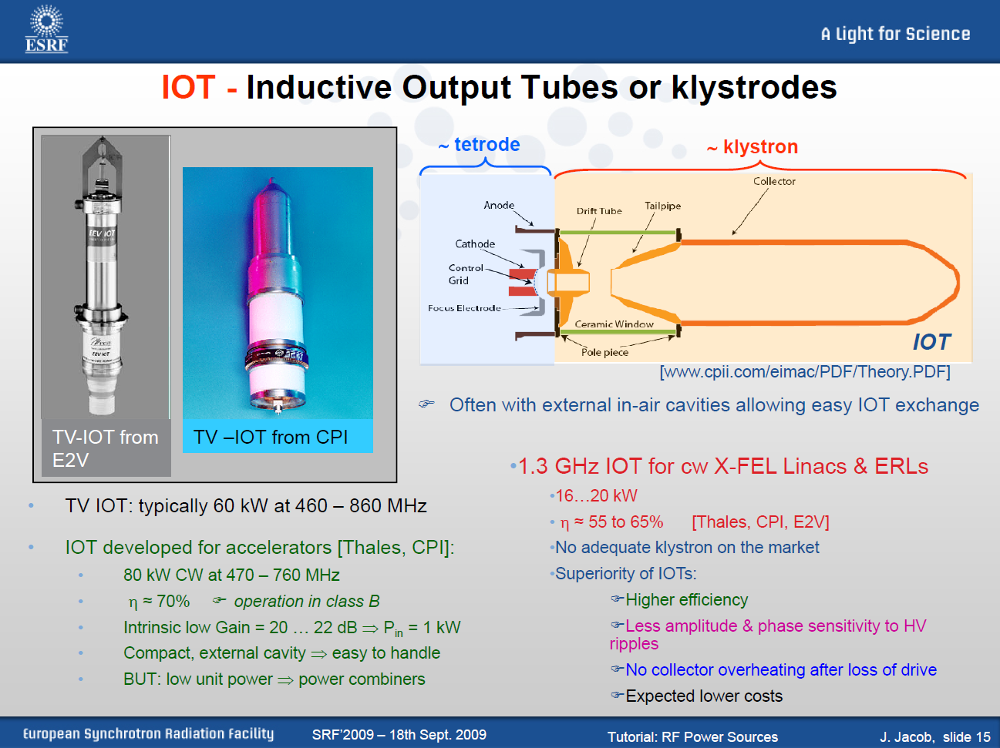 ESRF
A Light for Science
IOT - Inductive Output Tubes or klystrodes
EEV IOT
EEV IOT
TV-IOT from
E2V
TV –IOT from CPI
~ tetrode
~ klystron
Collector
Anode
Drift Tube
Tailpipe
Cathode
Control
Grid
Focus Electrode
Ceramic Window
Pole piece
IOT
[www.cpii.com/eimac/PDF/Theory.PDF]
☞ Often with external in-air cavities allowing easy IOT exchange
• TV IOT: typically 60 kW at 460 – 860 MHz
• IOT developed for accelerators [Thales, CPI]:
• 80 kW CW at 470 – 760 MHz
• η ≈ 70% ☞ operation in class B
• Intrinsic low Gain = 20 … 22 dB ⇒ Pin = 1 kW
• Compact, external cavity ⇒ easy to handle
• BUT: low unit power ⇒ power combiners
•1.3 GHz IOT for cw X-FEL Linacs & ERLs
•16…20 kW
• η ≈ 55 to 65% [Thales, CPI, E2V]
•No adequate klystron on the market
•Superiority of IOTs:
☞Higher efficiency
☞Less amplitude & phase sensitivity to HV
ripples
☞No collector overheating after loss of drive
☞Expected lower costs
European Synchrotron Radiation Facility
SRF'2009 – 18th Sept. 2009
Tutorial: RF Power Sources
J. Jacob, slide 15